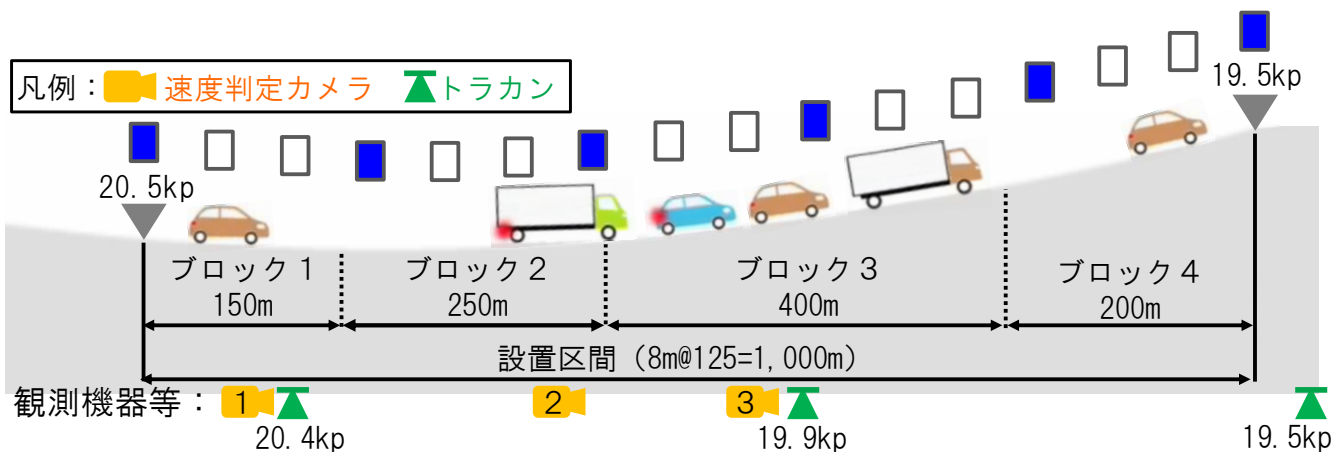 凡例：速度判定カメラ トラカン
19.5kp
20.5kp
ブロック１ ブロック２ ブロック３ ブロック４
150m 250m 400m 200m
設置区間（8m@125=1,000m）
観測機器等： 1 2 3
20.4kp 19.9kp 19.5kp